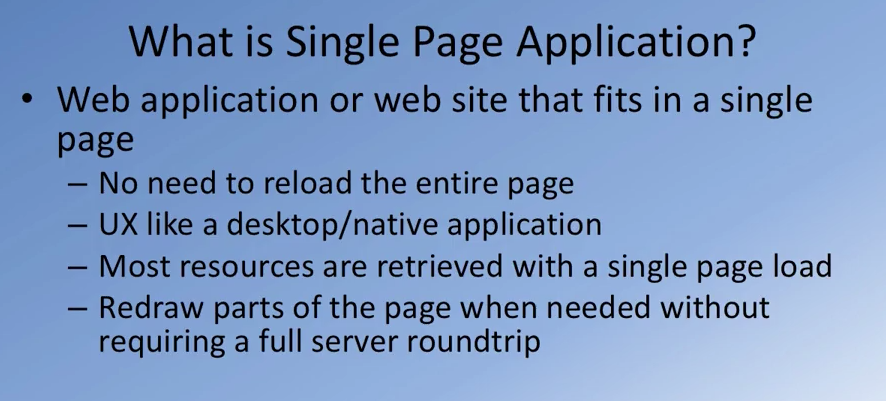 What is Single Page Application?
• Web application or web site that fits in a single
page
– No need to reload the entire page
– UX like a desktop/native application
– Most resources are retrieved with a single page load
– Redraw parts of the page when needed without
requiring a full server roundtrip